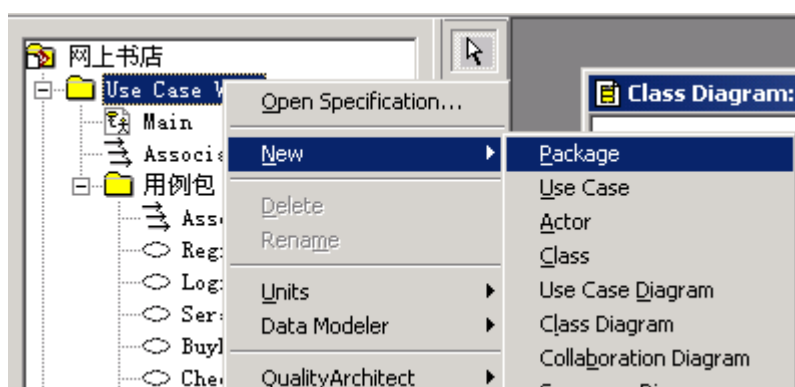 网上书店
Use Case
Main
Associa
用例包
Ass
Reg
Log
Ser
Buy
Che
Open Specification...
New
Delete
Rename
Units
Data Modeler
QualityArchitect
Class Diagram:
Package
Use Case
Actor
Class
Use Case Diagram
Class Diagram
Collaboration Diagram